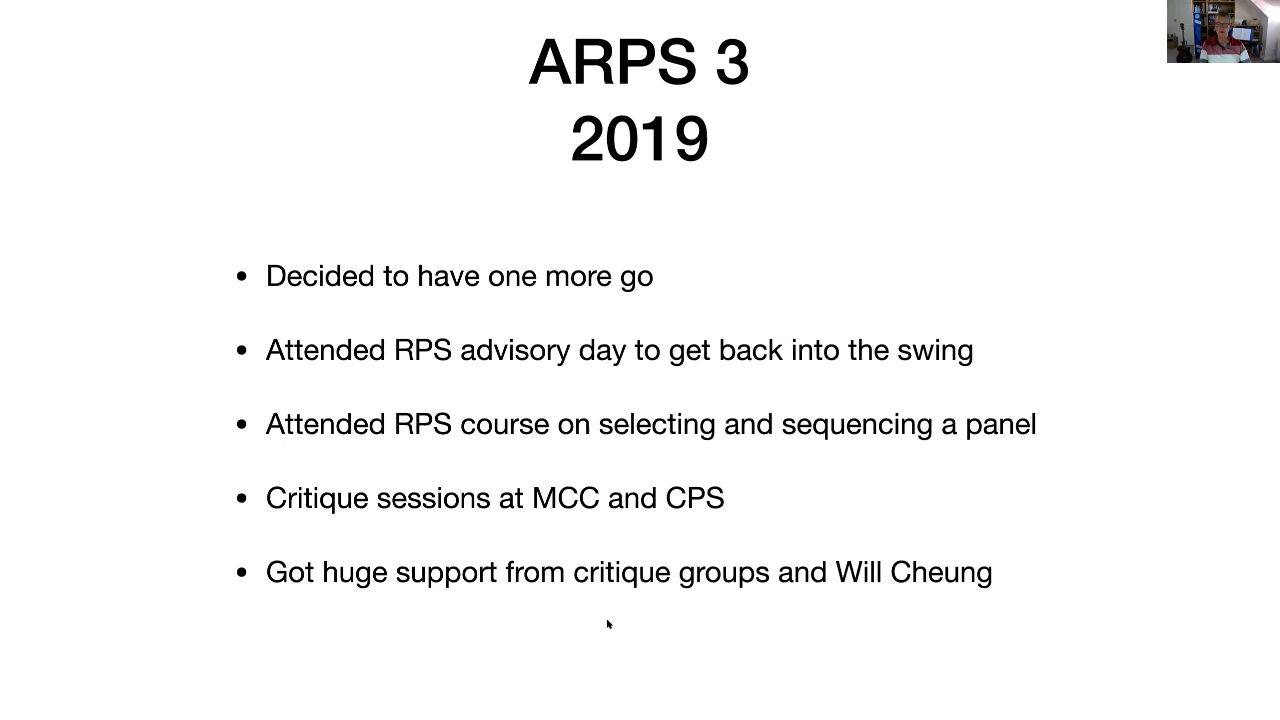 ARPS 3
2019
• Decided to have one more go
• Attended RPS advisory day to get back into the swing
• Attended RPS course on selecting and sequencing a panel
• Critique sessions at MCC and CPS
• Got huge support from critique groups and Will Cheung